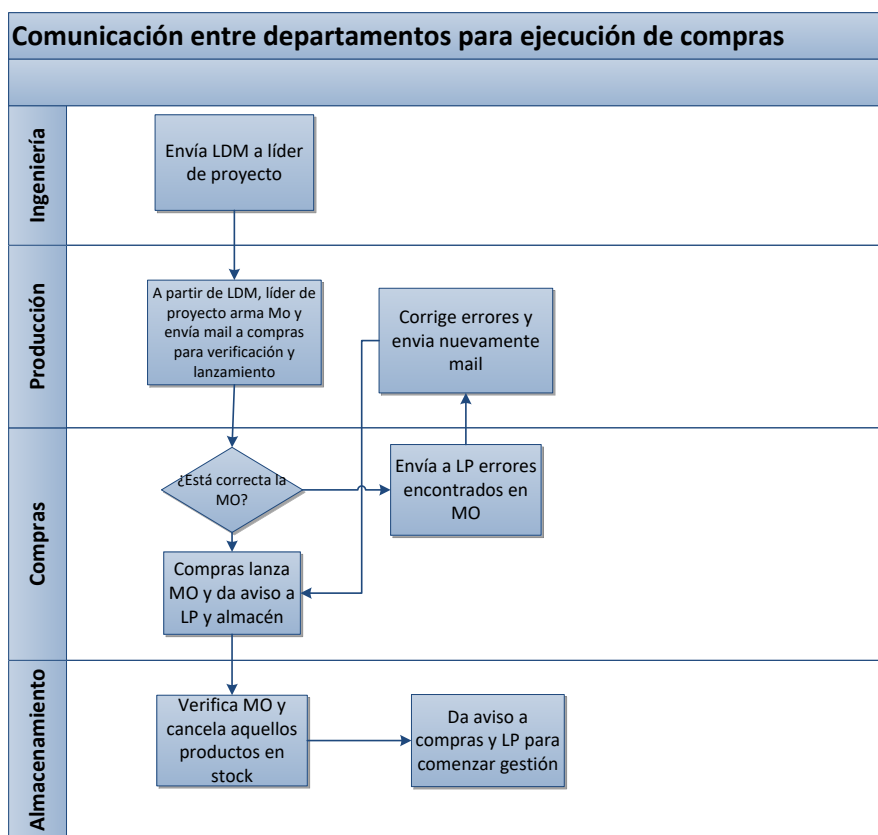 Comunicación entre departamentos para ejecución de compras
Ingeniería
Envía LDM a líder
de proyecto
Producción
A partir de LDM, líder de
proyecto arma Mo y
envía mail a compras
para verificación y
lanzamiento
Corrige errores y
envia nuevamente
mail
Compras
¿Está correcta la
MO?
Envía a LP errores
encontrados en
MO
Compras lanza
MO y da aviso a
LP y almacén
Almacenamiento
Verifica MO y
cancela aquellos
productos en
stock
Da aviso a
compras y LP para
comenzar gestión